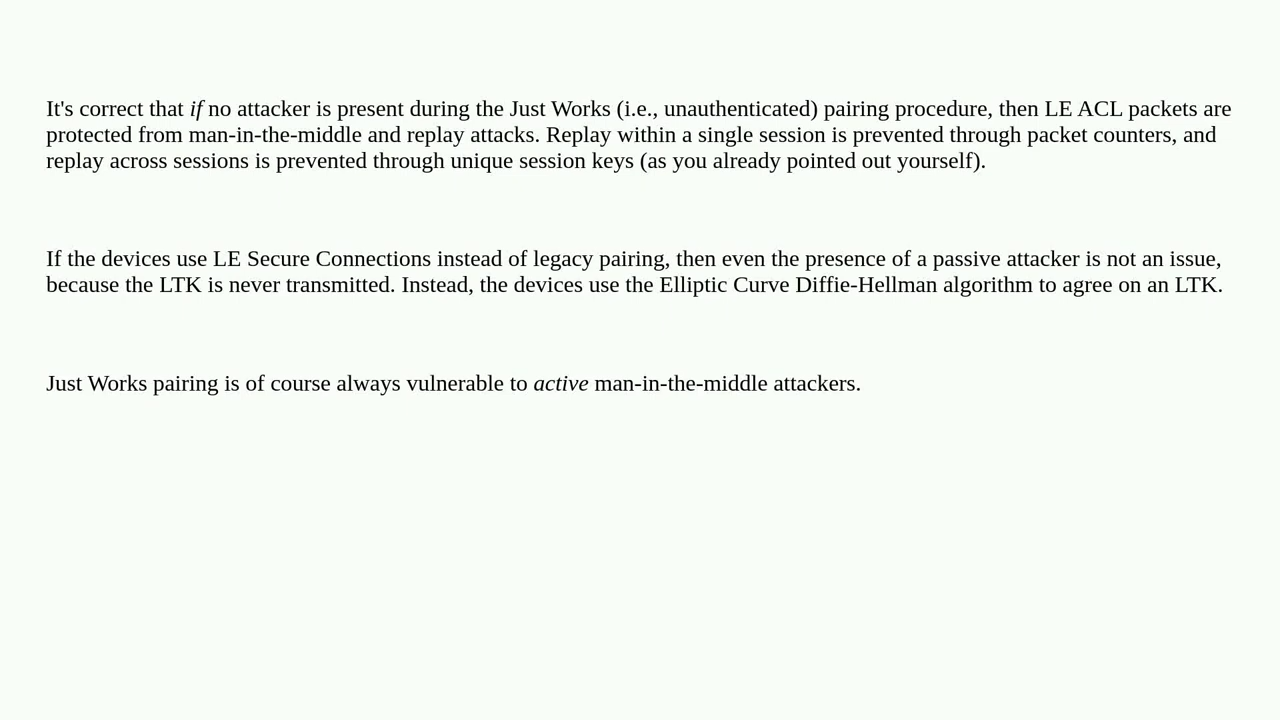 It's correct that if no attacker is present during the Just Works (i.e., unauthenticated) pairing procedure, then LE ACL packets are
protected from man-in-the-middle and replay attacks. Replay within a single session is prevented through packet counters, and
replay across sessions is prevented through unique session keys (as you already pointed out yourself).
If the devices use LE Secure Connections instead of legacy pairing, then even the presence of a passive attacker is not an issue,
because the LTK is never transmitted. Instead, the devices use the Elliptic Curve Diffie-Hellman algorithm to agree on an LTK.
Just Works pairing is of course always vulnerable to active man-in-the-middle attackers.